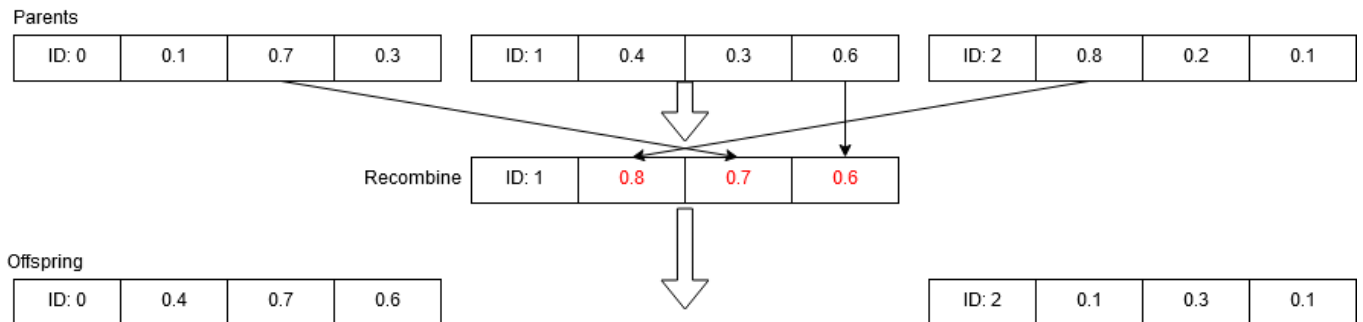 Parents
ID: 0 0.1 0.7 0.3 ID: 1 0.4 0.3 0.6 ID: 2 0.8 0.2 0.1
Recombine ID: 1 0.8 0.7 0.6
Offspring
ID: 0 0.4 0.7 0.6 ID: 2 0.1 0.3 0.1